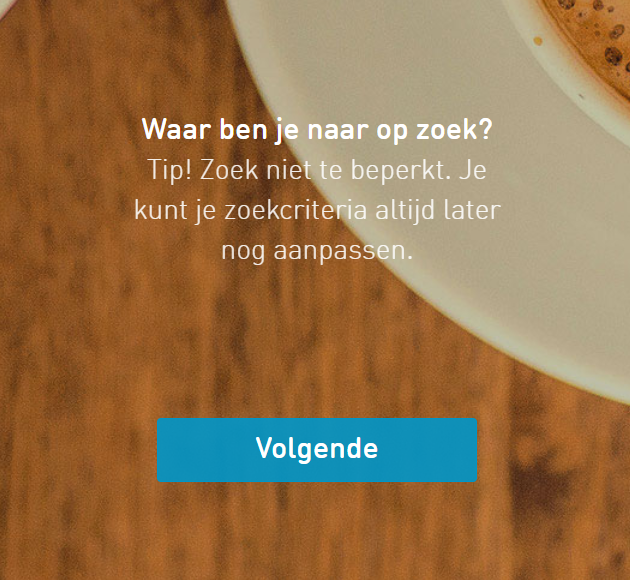 Waar ben je naar op zoek?
Tip! Zoek niet te beperkt. Je
kunt je zoekcriteria altijd later
nog aanpassen.
Volgende